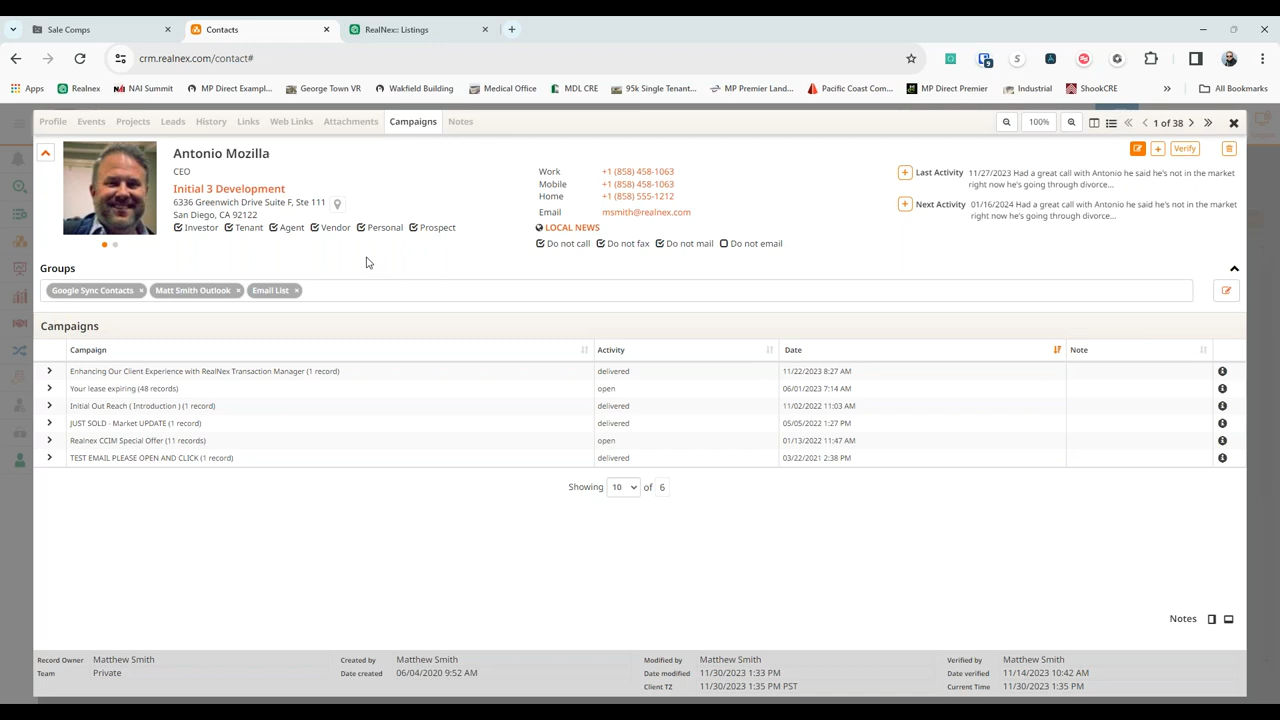 Sale Comps
Contacts
RealNex:: Listings
crm.realnex.com/contact#
Apps
Realnex
NAI Summit
MP Direct Exampl...
George Town VR
Wakfield Building
Medical Office
MDL CRE
95k Single Tenant...
MP Premier Land...
Pacific Coast Com...
MP Direct Premier
Industrial
ShookCRE
All Bookmarks
Profile Events Projects Leads History Links Web Links Attachments Campaigns Notes
100%
1 of 38
Antonio Mozilla
CEO
Initial 3 Development
6336 Greenwich Drive Suite F, Ste 111
San Diego, CA 92122
Investor Tenant Agent Vendor Personal Prospect
Work +1 (858) 458-1063
Mobile +1 (858) 458-1063
Home +1 (858) 555-1212
Email msmith@realnex.com
LOCAL NEWS
Do not call Do not fax Do not mail Do not email
Verify
Last Activity 11/27/2023 Had a great call with Antonio he said he's not in the market
right now he's going through divorce...
Next Activity 01/16/2024 Had a great call with Antonio he said he's not in the market
right now he's going through divorce...
Groups
Google Sync Contacts × Matt Smith Outlook × Email List ×
Campaigns
Campaign Activity Date Note
Enhancing Our Client Experience with RealNex Transaction Manager (1 record) delivered 11/22/2023 8:27 AM
Your lease expiring (48 records) open 06/01/2023 7:14 AM
Initial Out Reach ( Introduction ) (1 record) delivered 11/02/2022 11:03 AM
JUST SOLD - Market UPDATE (1 record) delivered 05/05/2022 1:27 PM
Realnex CCIM Special Offer (11 records) open 01/13/2022 11:47 AM
TEST EMAIL PLEASE OPEN AND CLICK (1 record) delivered 03/22/2021 2:38 PM
Showing 10 of 6
Notes
Record Owner Matthew Smith Created by Matthew Smith Modified by Matthew Smith Verified by Matthew Smith
Team Private Date created 06/04/2020 9:52 AM Date modified 11/30/2023 1:33 PM Date verified 11/14/2023 10:42 AM
Client TZ 11/30/2023 1:35 PM PST Current Time 11/30/2023 1:35 PM